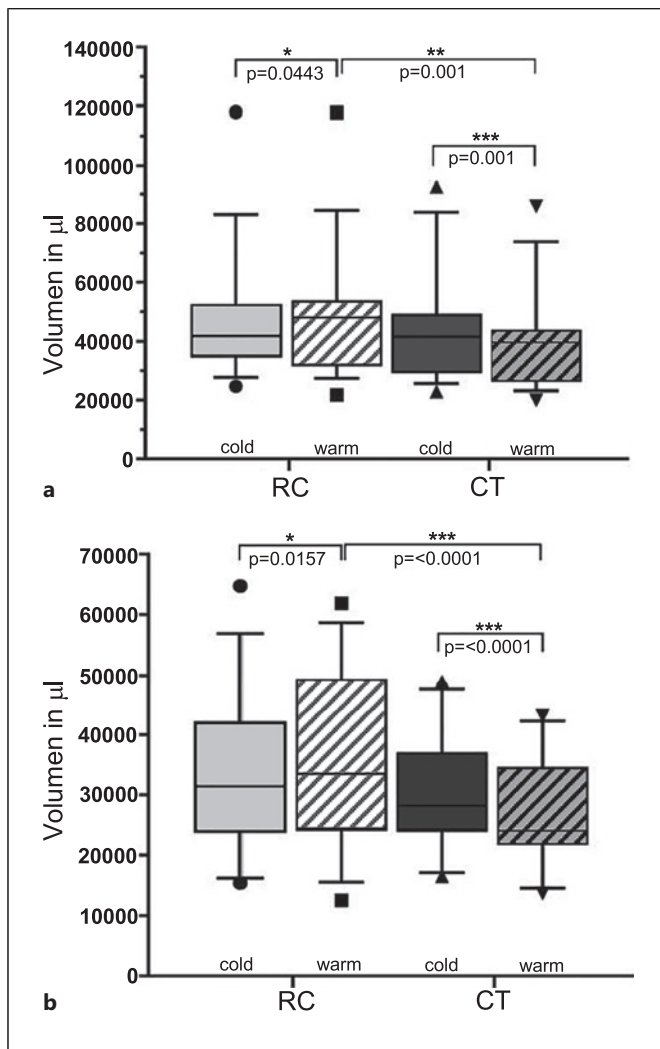 140000
120000
100000
80000
60000
40000
20000
0
Volumen in µl
*
p=0.0443
**
p=0.001
***
p=0.001
cold
warm
cold
warm
a
RC
CT
70000
60000
50000
40000
30000
20000
10000
0
Volumen in µl
*
p=0.0157
***
p=<0.0001
***
p=<0.0001
cold
warm
cold
warm
b
RC
CT